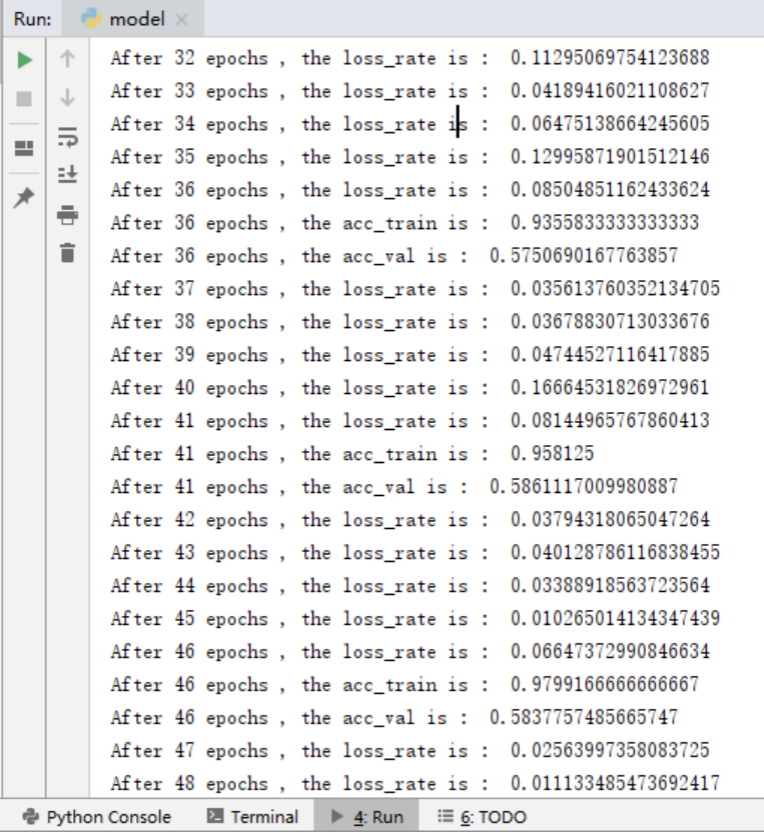 Run: model
After 32 epochs , the loss_rate is : 0.11295069754123688
After 33 epochs , the loss_rate is : 0.04189416021108627
After 34 epochs , the loss_rate is : 0.06475138664245605
After 35 epochs , the loss_rate is : 0.12995871901512146
After 36 epochs , the loss_rate is : 0.08504851162433624
After 36 epochs , the acc_train is : 0.9355833333333333
After 36 epochs , the acc_val is : 0.5750690167763857
After 37 epochs , the loss_rate is : 0.035613760352134705
After 38 epochs , the loss_rate is : 0.03678830713033676
After 39 epochs , the loss_rate is : 0.04744527116417885
After 40 epochs , the loss_rate is : 0.16664531826972961
After 41 epochs , the loss_rate is : 0.08144965767860413
After 41 epochs , the acc_train is : 0.958125
After 41 epochs , the acc_val is : 0.5861117009980887
After 42 epochs , the loss_rate is : 0.03794318065047264
After 43 epochs , the loss_rate is : 0.040128786116838455
After 44 epochs , the loss_rate is : 0.03388918563723564
After 45 epochs , the loss_rate is : 0.010265014134347439
After 46 epochs , the loss_rate is : 0.06647372990846634
After 46 epochs , the acc_train is : 0.9799166666666667
After 46 epochs , the acc_val is : 0.5837757485665747
After 47 epochs , the loss_rate is : 0.02563997358083725
After 48 epochs , the loss_rate is : 0.011133485473692417
Python Console Terminal 4: Run 6: TODO